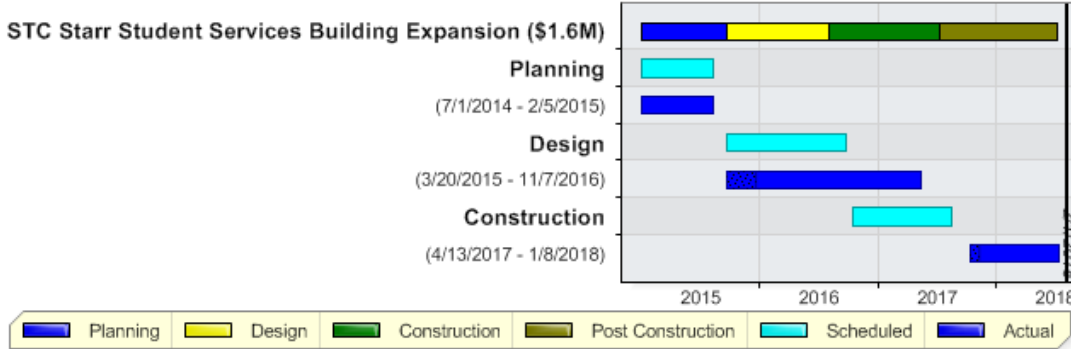 STC Starr Student Services Building Expansion ($1.6M)
Planning
(7/1/2014 - 2/5/2015)
Design
(3/20/2015 - 11/7/2016)
Construction
(4/13/2017 - 1/8/2018)
2015 2016 2017 2018
Planning Design Construction Post Construction Scheduled Actual